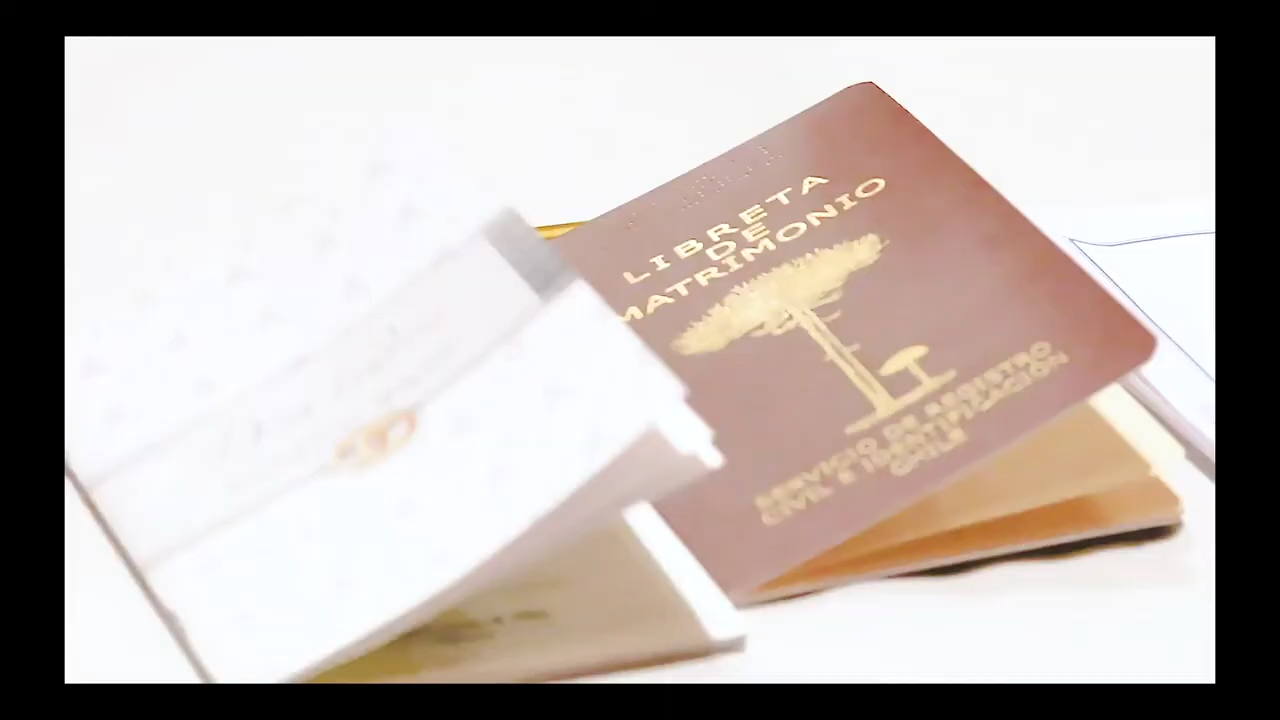 LIBRETA
DE
MATRIMONIO
SERVICIO DE REGISTRO
CIVIL E IDENTIFICACIÓN
CHILE